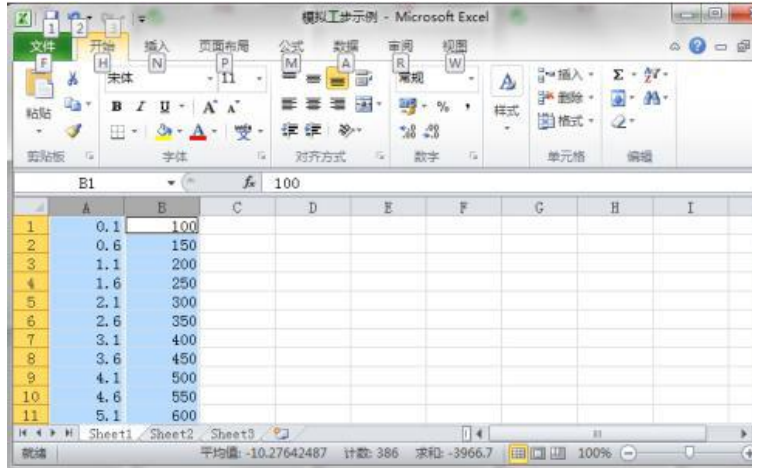 模拟工步示例 - Microsoft Excel
1 2 3
文件 开始 插入 页面布局 公式 数据 审阅 视图
F H N P M A R W
宋体 11 常规 插入 Σ
粘贴 B I U A A % 样式 删除
格式
剪贴板 字体 对齐方式 数字 单元格 编辑
B1 fx 100
A B C D E F G H I
1 0.1 100
2 0.6 150
3 1.1 200
4 1.6 250
5 2.1 300
6 2.6 350
7 3.1 400
8 3.6 450
9 4.1 500
10 4.6 550
11 5.1 600
Sheet1 Sheet2 Sheet3
就绪 平均值: -10.27642487 计数: 386 求和: -3966.7 100%